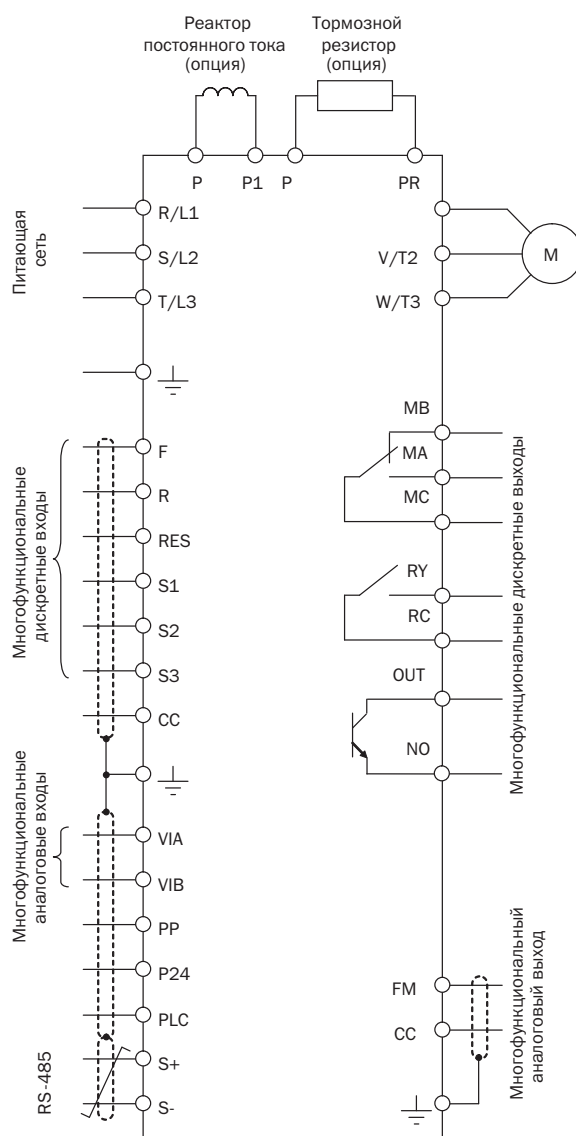 Реактор
постоянного тока
(опция)
Тормозной
резистор
(опция)
P
P1
P
PR
Питающая
сеть
R/L1
S/L2
T/L3
V/T2
W/T3
M
Многофункциональные
дискретные входы
F
R
RES
S1
S2
S3
CC
MB
MA
MC
RY
RC
OUT
NO
Многофункциональные дискретные выходы
Многофункциональные
аналоговые входы
VIA
VIB
PP
P24
PLC
RS-485
S+
S-
FM
CC
Многофункциональный
аналоговый выход